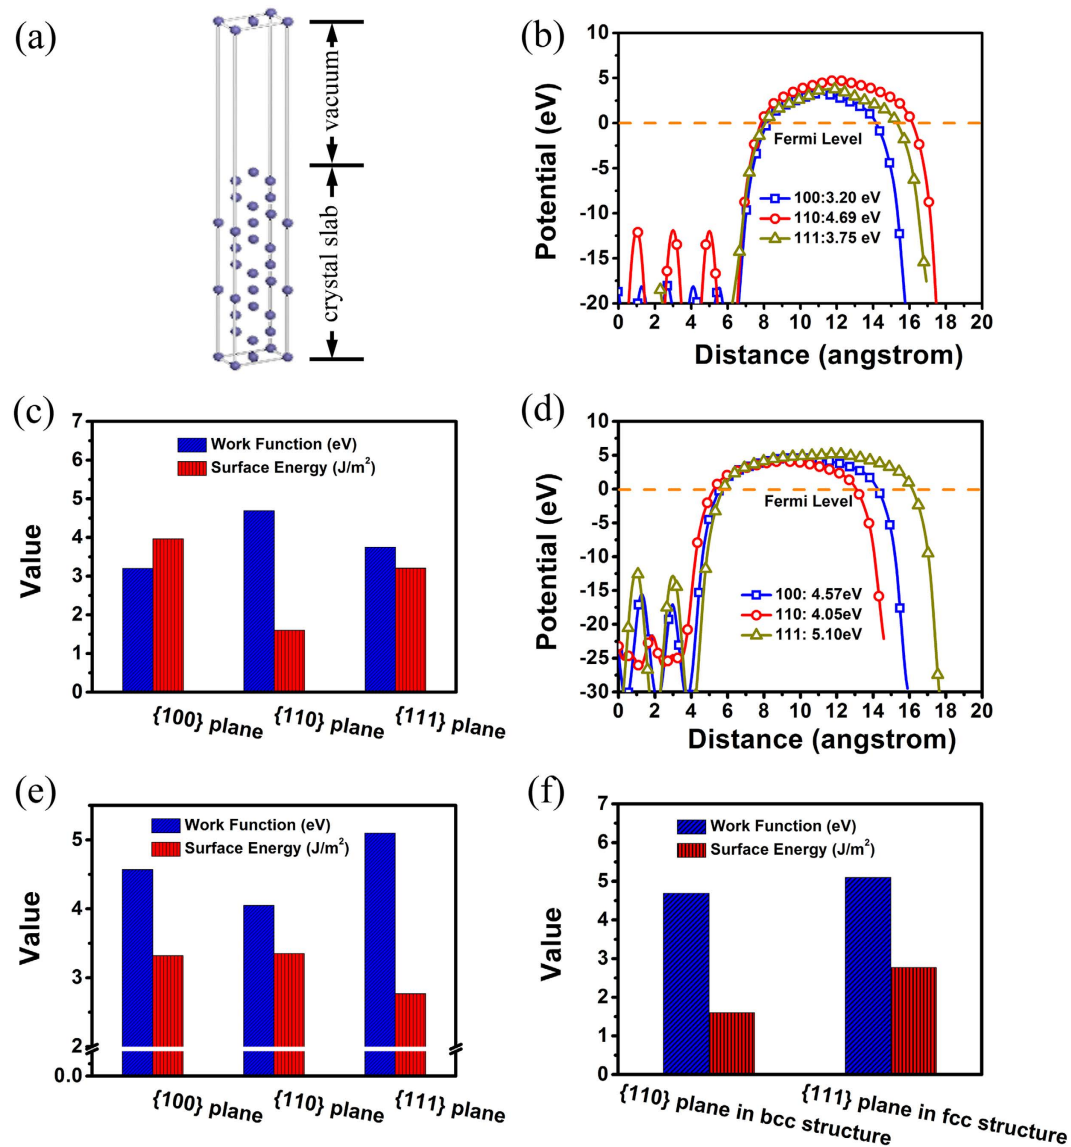 (a)
vacuum
crystal slab
(b)
10
5
0
-5
-10
-15
-20
Potential (eV)
Fermi Level
100:3.20 eV
110:4.69 eV
111:3.75 eV
0 2 4 6 8 10 12 14 16 18 20
Distance (angstrom)
(c)
7
6
5
4
3
2
1
0
Value
Work Function (eV)
Surface Energy (J/m²)
{100} plane
{110} plane
{111} plane
(d)
10
5
0
-5
-10
-15
-20
-25
-30
Potential (eV)
Fermi Level
100: 4.57eV
110: 4.05eV
111: 5.10eV
0 2 4 6 8 10 12 14 16 18 20
Distance (angstrom)
(e)
5
4
3
2
0.0
Value
Work Function (eV)
Surface Energy (J/m²)
{100} plane
{110} plane
{111} plane
(f)
7
6
5
4
3
2
1
0
Value
Work Function (eV)
Surface Energy (J/m²)
{110} plane in bcc structure
{111} plane in fcc structure